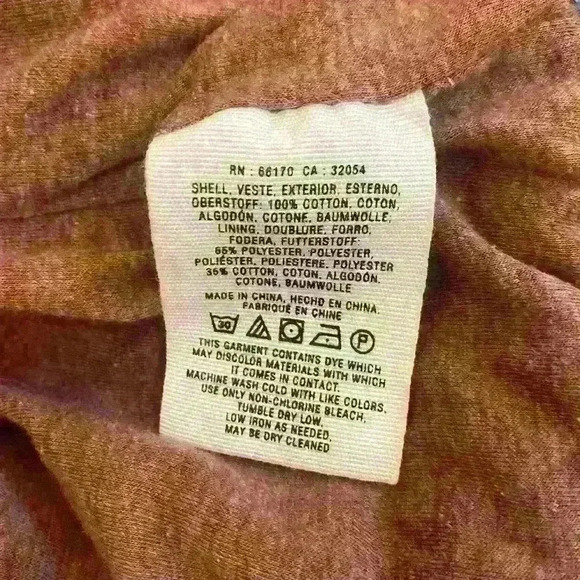 RN : 66170 CA : 32054
SHELL, VESTE, EXTERIOR, ESTERNO,
OBERSTOFF: 100% COTTON, COTON,
ALGODÓN, COTONE, BAUMWOLLE
LINING, DOUBLURE, FORRO,
FODERA, FUTTERSTOFF:
65% POLYESTER, POLYESTER,
POLIÉSTER, POLIESTERE, POLYESTER
35% COTTON, COTON, ALGODÓN,
COTONE, BAUMWOLLE
MADE IN CHINA, HECHO EN CHINA,
FABRIQUÉ EN CHINE
30 P
THIS GARMENT CONTAINS DYE WHICH
MAY DISCOLOR MATERIALS WITH WHICH
IT COMES IN CONTACT.
MACHINE WASH COLD WITH LIKE COLORS.
USE ONLY NON-CHLORINE BLEACH.
TUMBLE DRY LOW.
LOW IRON AS NEEDED.
MAY BE DRY CLEANED